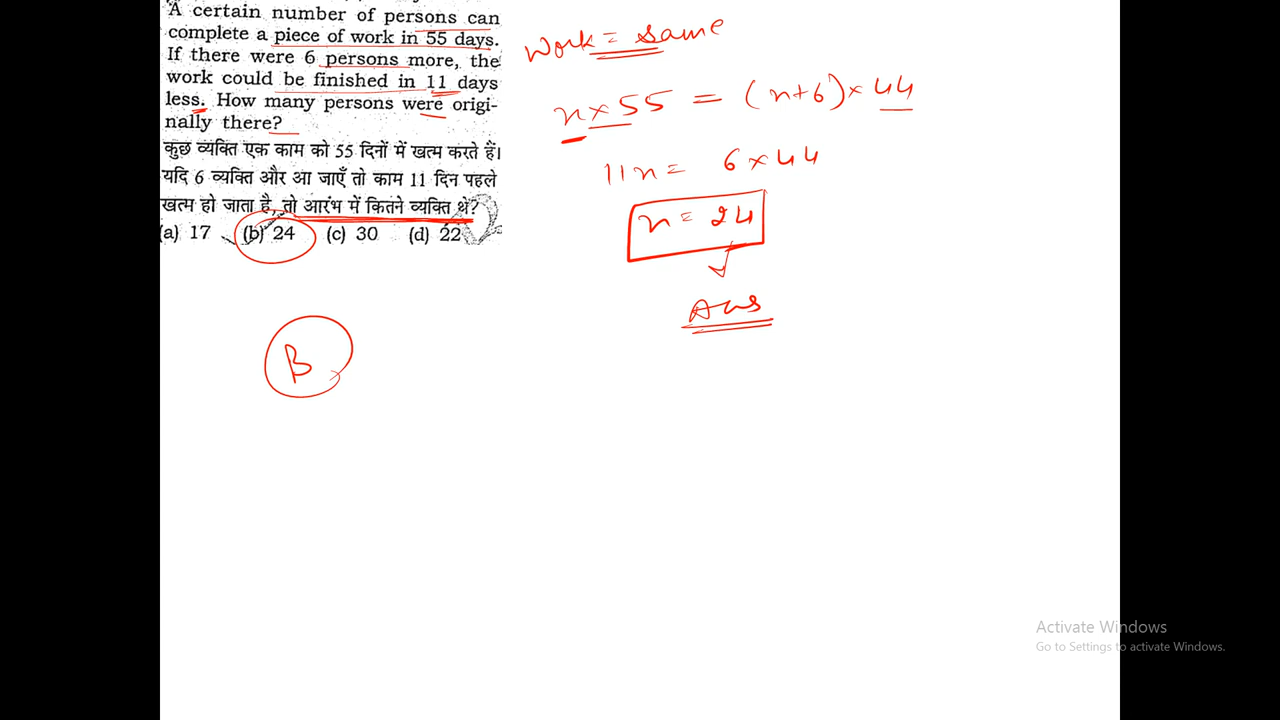 A certain number of persons can
complete a piece of work in 55 days.
If there were 6 persons more, the
work could be finished in 11 days
less. How many persons were origi-
nally there?
कुछ व्यक्ति एक काम को 55 दिनों में खत्म करते हैं।
यदि 6 व्यक्ति और आ जाएँ तो काम 11 दिन पहले
खत्म हो जाता है, तो आरंभ में कितने व्यक्ति थे?
(a) 17 (b) 24 (c) 30 (d) 22
B
Work = same
n × 55 = (n+6) × 44
11n = 6 × 44
n = 24
Ans
Activate Windows
Go to Settings to activate Windows.